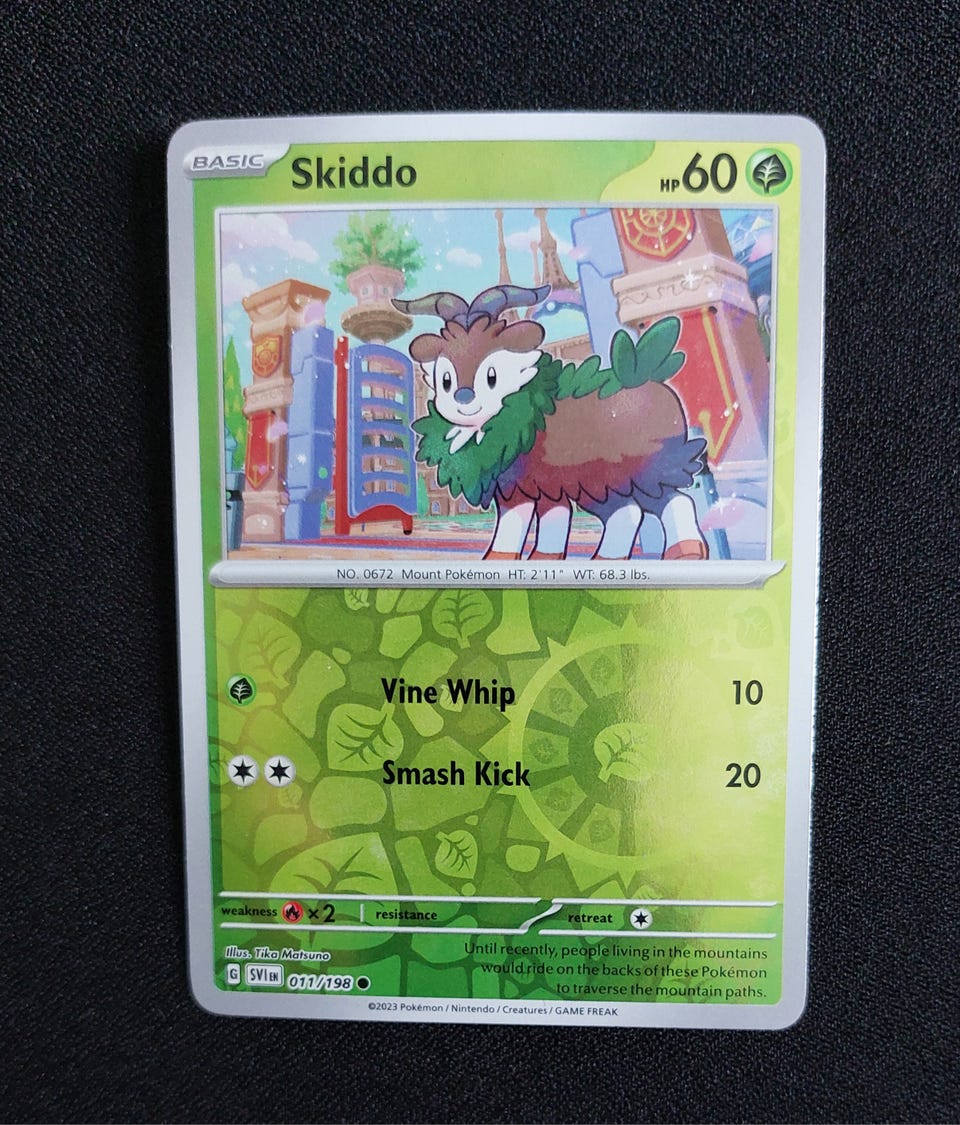 BASIC Skiddo HP 60
NO. 0672 Mount Pokémon HT: 2'11" WT: 68.3 lbs.
Vine Whip 10
Smash Kick 20
weakness ×2 resistance retreat
Illus. Tika Matsuno
G SVI EN 011/198
Until recently, people living in the mountains
would ride on the backs of these Pokémon
to traverse the mountain paths.
©2023 Pokémon / Nintendo / Creatures / GAME FREAK